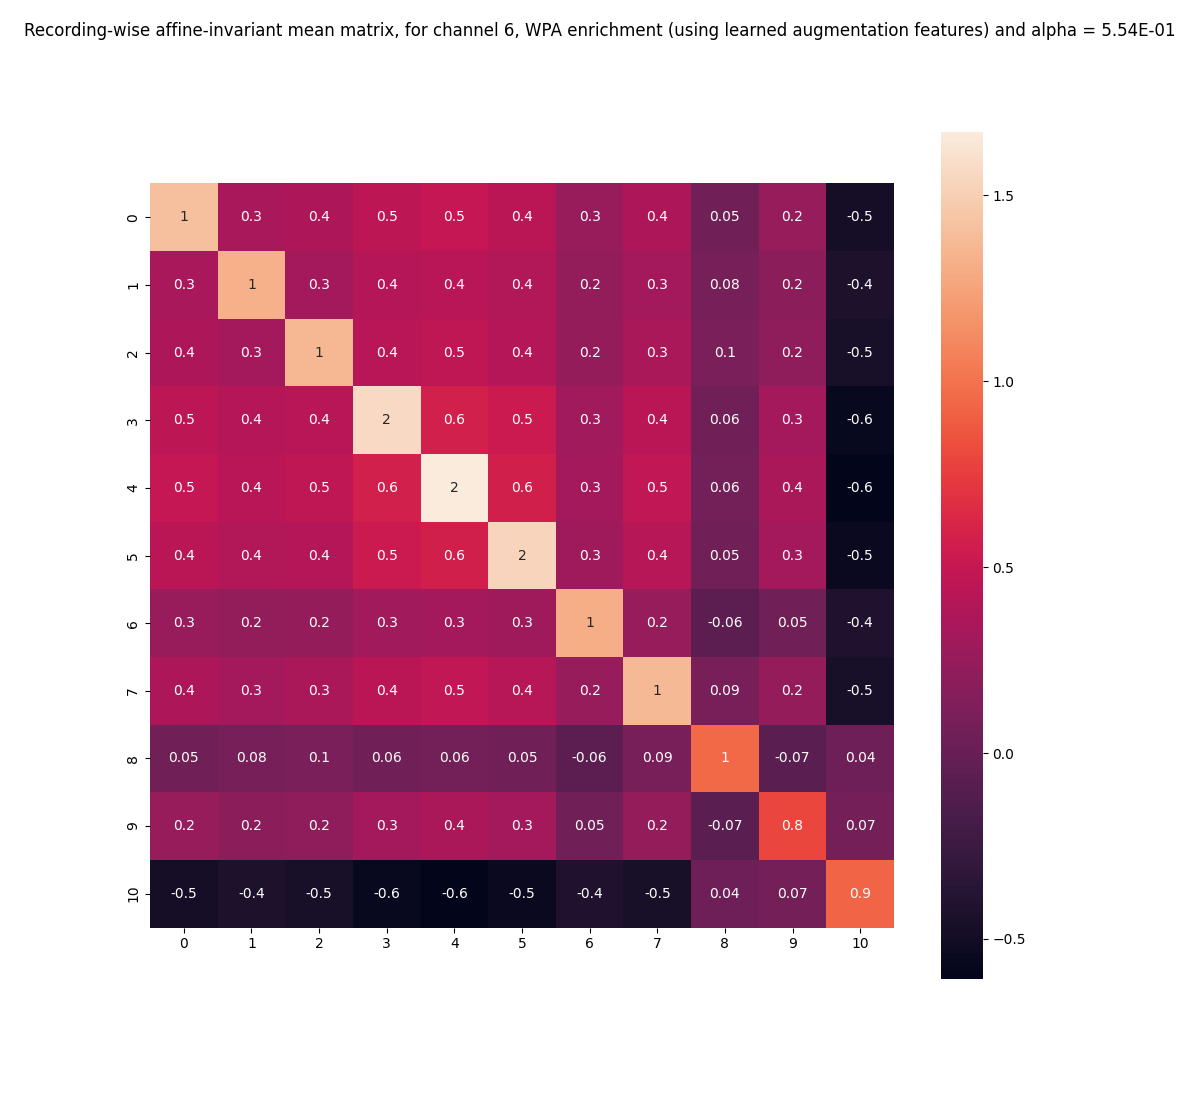 Recording-wise affine-invariant mean matrix, for channel 6, WPA enrichment (using learned augmentation features) and alpha = 5.54E-01
0 1 0.3 0.4 0.5 0.5 0.4 0.3 0.4 0.05 0.2 -0.5
1 0.3 1 0.3 0.4 0.4 0.4 0.2 0.3 0.08 0.2 -0.4
2 0.4 0.3 1 0.4 0.5 0.4 0.2 0.3 0.1 0.2 -0.5
3 0.5 0.4 0.4 2 0.6 0.5 0.3 0.4 0.06 0.3 -0.6
4 0.5 0.4 0.5 0.6 2 0.6 0.3 0.5 0.06 0.4 -0.6
5 0.4 0.4 0.4 0.5 0.6 2 0.3 0.4 0.05 0.3 -0.5
6 0.3 0.2 0.2 0.3 0.3 0.3 1 0.2 -0.06 0.05 -0.4
7 0.4 0.3 0.3 0.4 0.5 0.4 0.2 1 0.09 0.2 -0.5
8 0.05 0.08 0.1 0.06 0.06 0.05 -0.06 0.09 1 -0.07 0.04
9 0.2 0.2 0.2 0.3 0.4 0.3 0.05 0.2 -0.07 0.8 0.07
10 -0.5 -0.4 -0.5 -0.6 -0.6 -0.5 -0.4 -0.5 0.04 0.07 0.9
0 1 2 3 4 5 6 7 8 9 10
1.5
1.0
0.5
0.0
−0.5